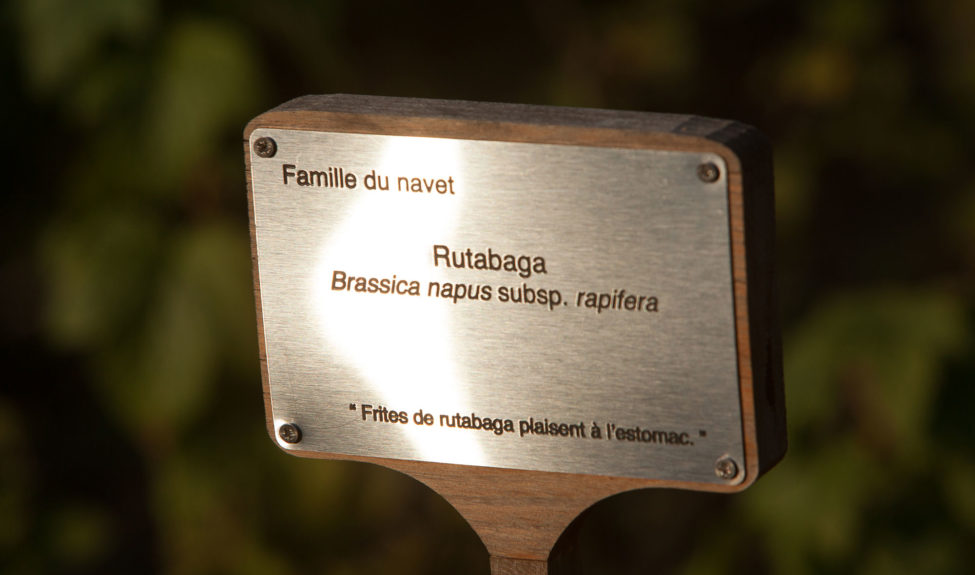 Famille du navet
Rutabaga
Brassica napus subsp. rapifera
" Frites de rutabaga plaisent à l'estomac. "